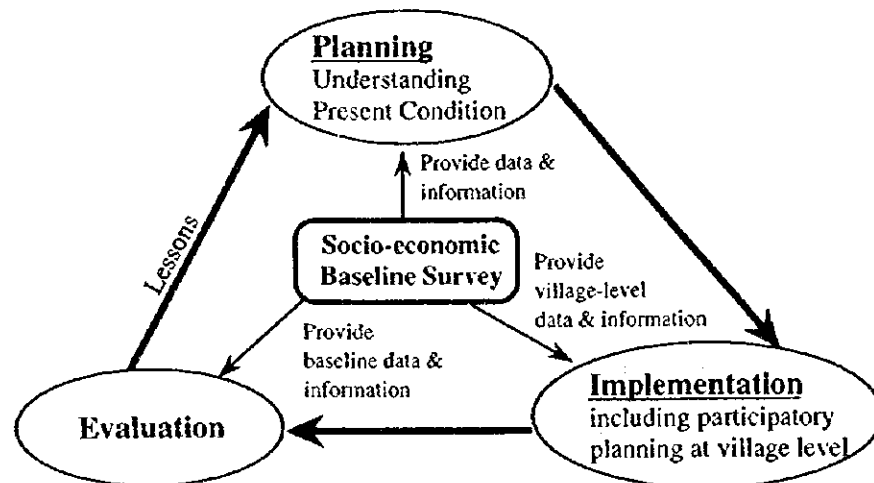 Planning
Understanding
Present Condition
Provide data &
information
Lessons
Socio-economic
Baseline Survey
Provide
village-level
data & information
Provide
baseline data &
information
Evaluation
Implementation
including participatory
planning at village level